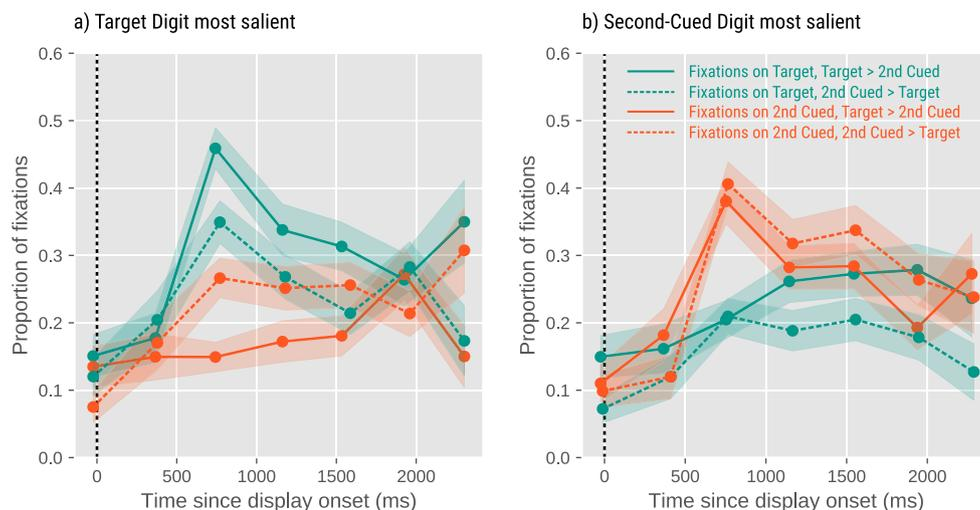 a) Target Digit most salient
0.6
0.5
0.4
0.3
0.2
0.1
0.0
Proportion of fixations
0
500
1000
1500
2000
Time since display onset (ms)
b) Second-Cued Digit most salient
Fixations on Target, Target > 2nd Cued
Fixations on Target, 2nd Cued > Target
Fixations on 2nd Cued, Target > 2nd Cued
Fixations on 2nd Cued, 2nd Cued > Target
0.6
0.5
0.4
0.3
0.2
0.1
0.0
Proportion of fixations
0
500
1000
1500
2000
Time since display onset (ms)